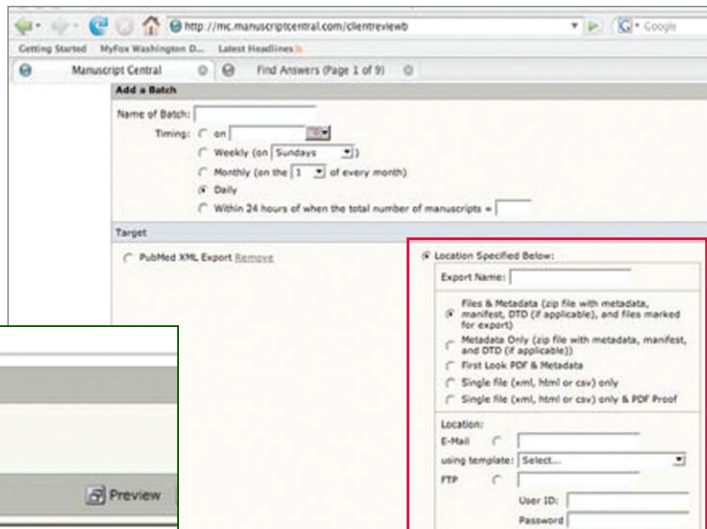 http://mc.manuscriptcentral.com/clientreviewb
Google
Getting Started MyFox Washington D... Latest Headlines
Manuscript Central Find Answers (Page 1 of 9)
Add a Batch
Name of Batch:
Timing: on
Weekly (on Sundays )
Monthly (on the 1 of every month)
Daily
Within 24 hours of when the total number of manuscripts =
Target
PubMed XML Export Remove
Location Specified Below:
Export Name:
Files & Metadata (zip file with metadata,
manifest, DTD (if applicable), and files marked
for export)
Metadata Only (zip file with metadata, manifest,
and DTD (if applicable))
First Look PDF & Metadata
Single file (xml, html or csv) only
Single file (xml, html or csv) only & PDF Proof
Location:
E-Mail
using template: Select...
FTP
User ID:
Password
Preview